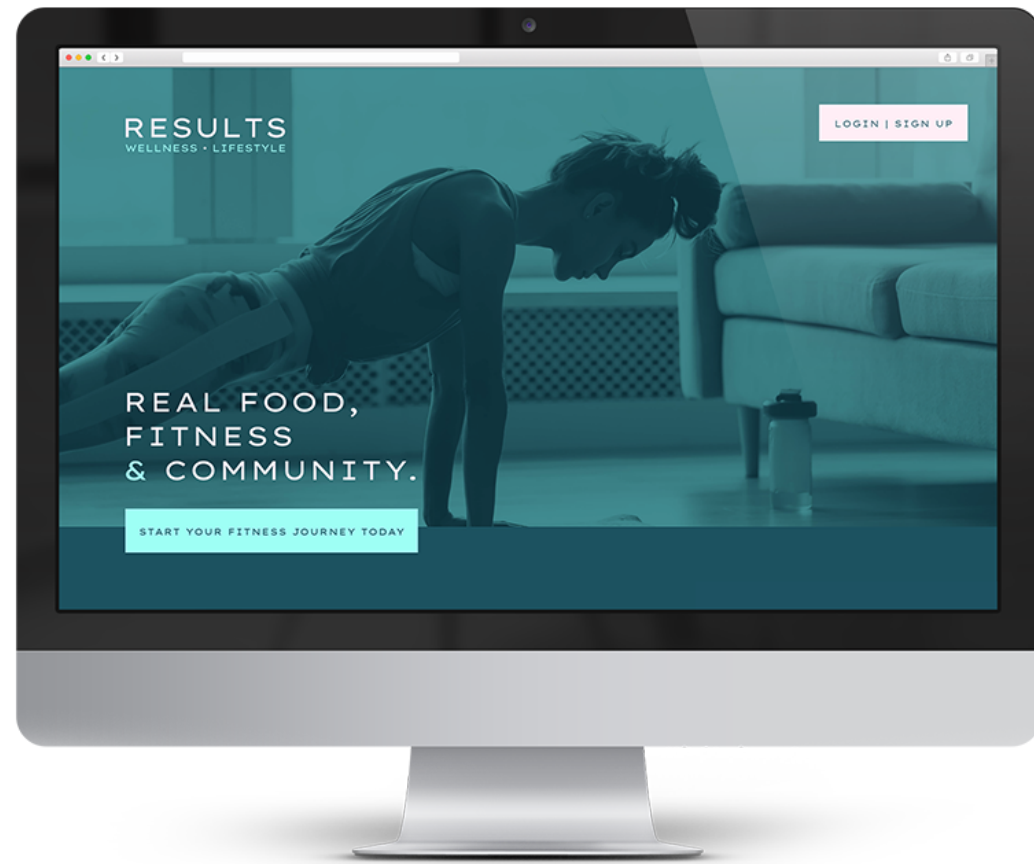 RESULTS
WELLNESS • LIFESTYLE
LOGIN | SIGN UP
REAL FOOD,
FITNESS
& COMMUNITY.
START YOUR FITNESS JOURNEY TODAY